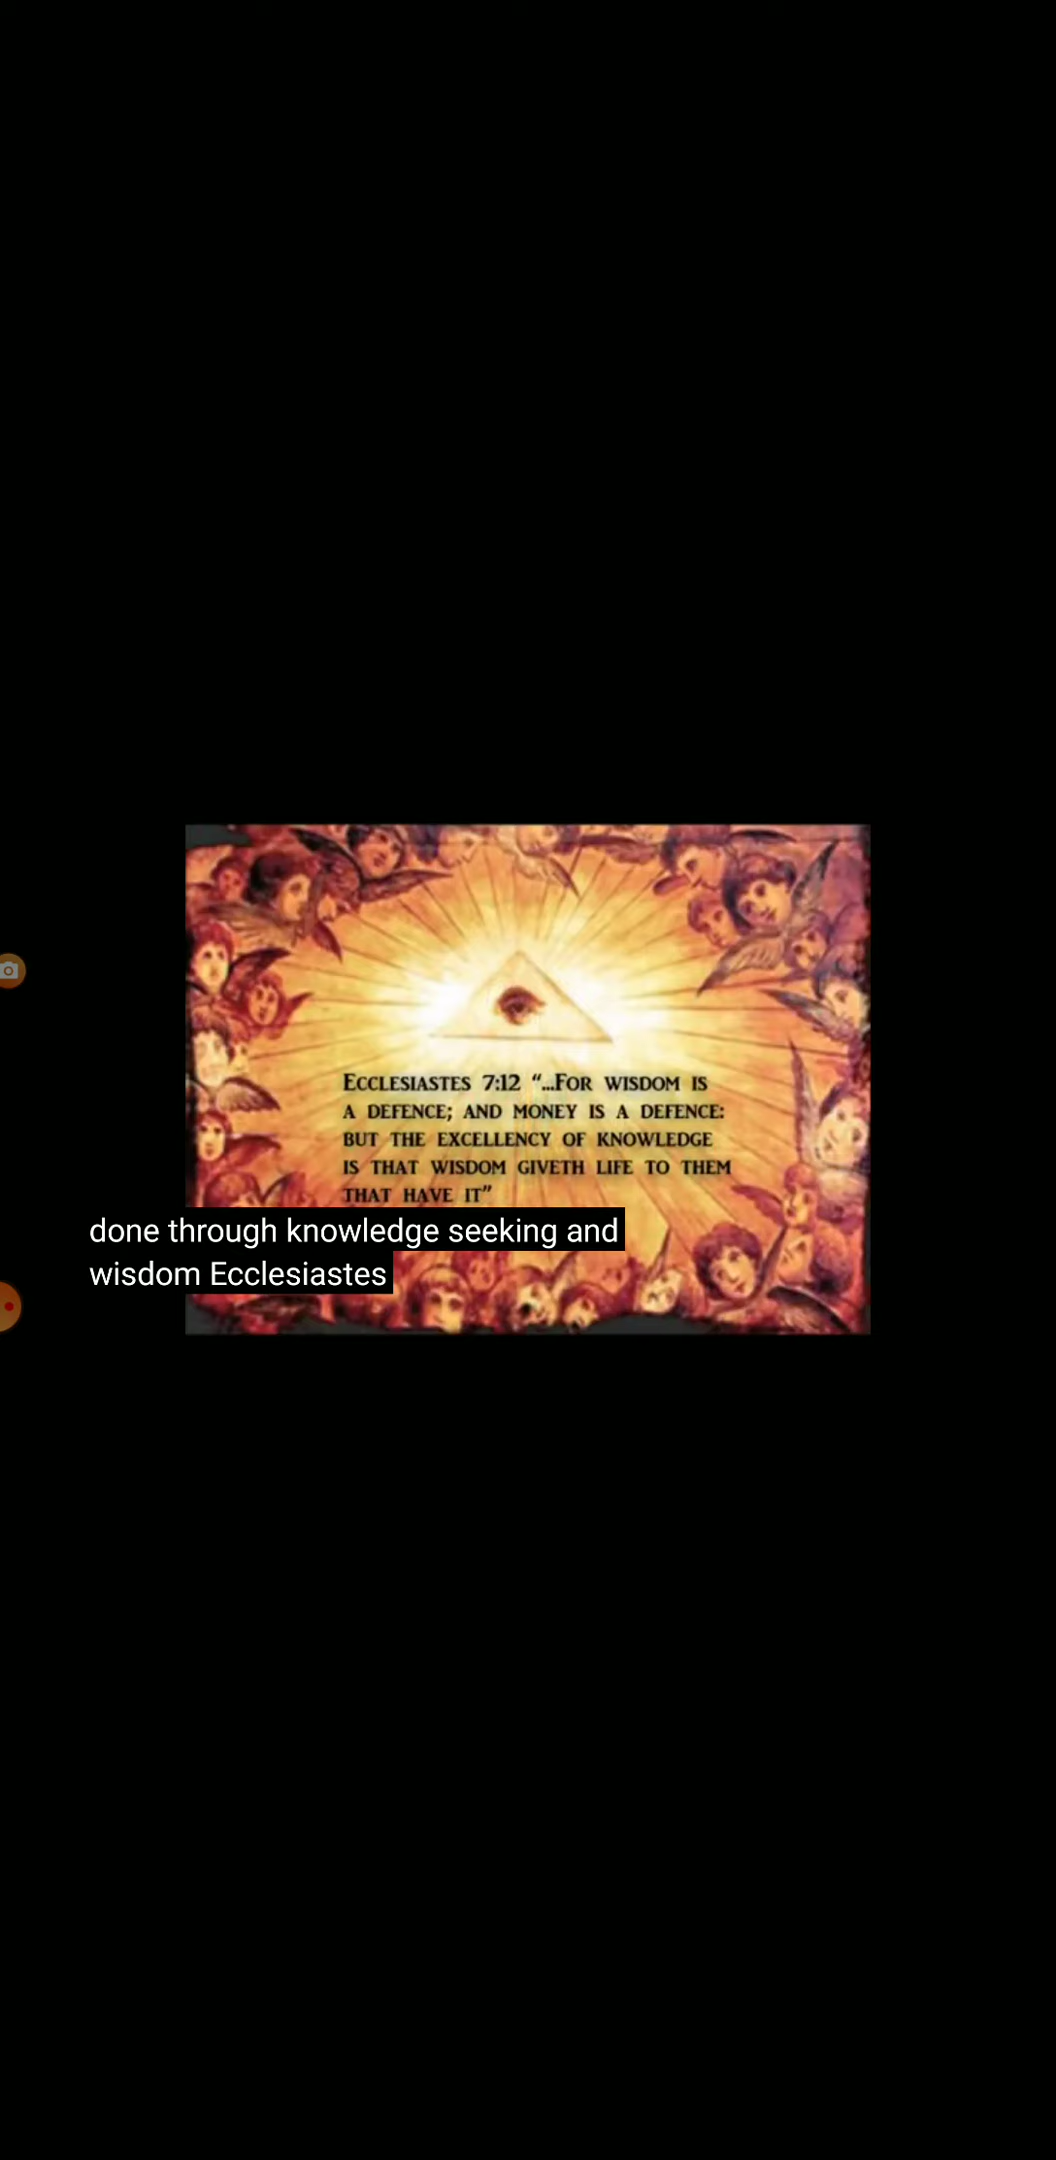 ECCLESIASTES 7:12 “...FOR WISDOM IS
A DEFENCE; AND MONEY IS A DEFENCE:
BUT THE EXCELLENCY OF KNOWLEDGE
IS THAT WISDOM GIVETH LIFE TO THEM
THAT HAVE IT”
done through knowledge seeking and
wisdom Ecclesiastes